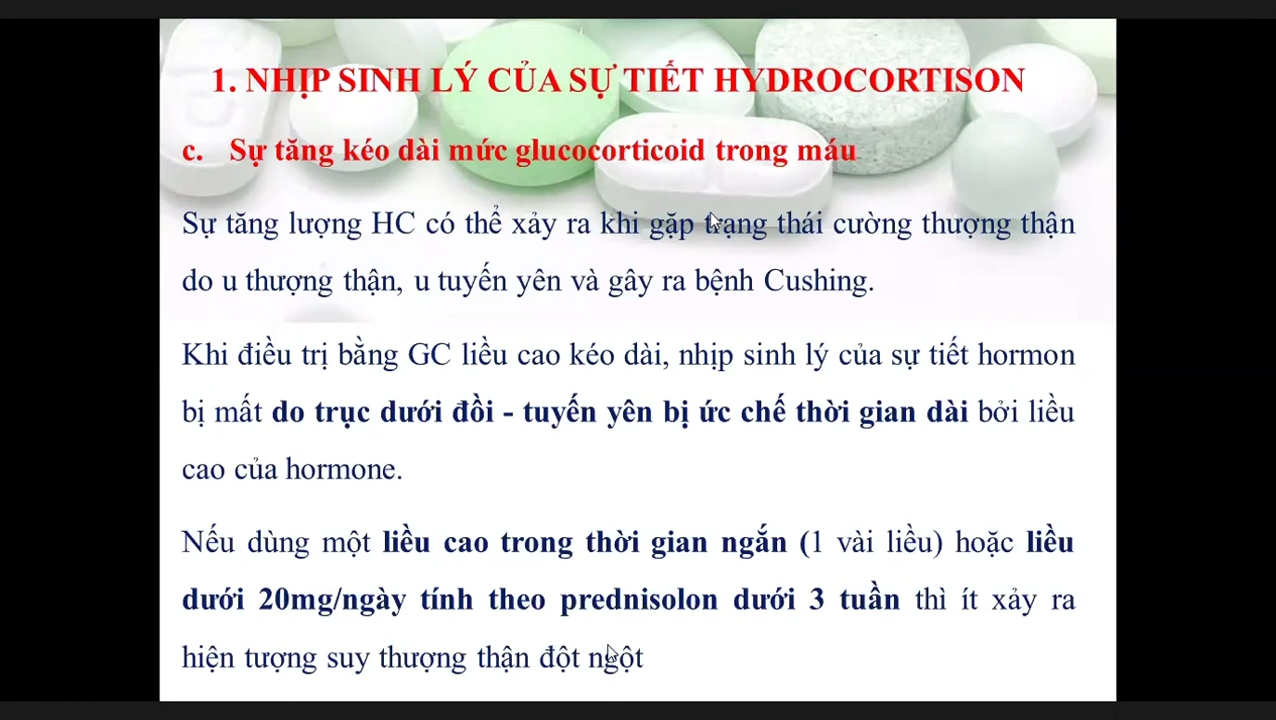 1. NHỊP SINH LÝ CỦA SỰ TIẾT HYDROCORTISON
c. Sự tăng kéo dài mức glucocorticoid trong máu
Sự tăng lượng HC có thể xảy ra khi gặp trạng thái cường thượng thận
do u thượng thận, u tuyến yên và gây ra bệnh Cushing.
Khi điều trị bằng GC liều cao kéo dài, nhịp sinh lý của sự tiết hormon
bị mất do trục dưới đồi - tuyến yên bị ức chế thời gian dài bởi liều
cao của hormone.
Nếu dùng một liều cao trong thời gian ngắn (1 vài liều) hoặc liều
dưới 20mg/ngày tính theo prednisolon dưới 3 tuần thì ít xảy ra
hiện tượng suy thượng thận đột ngột